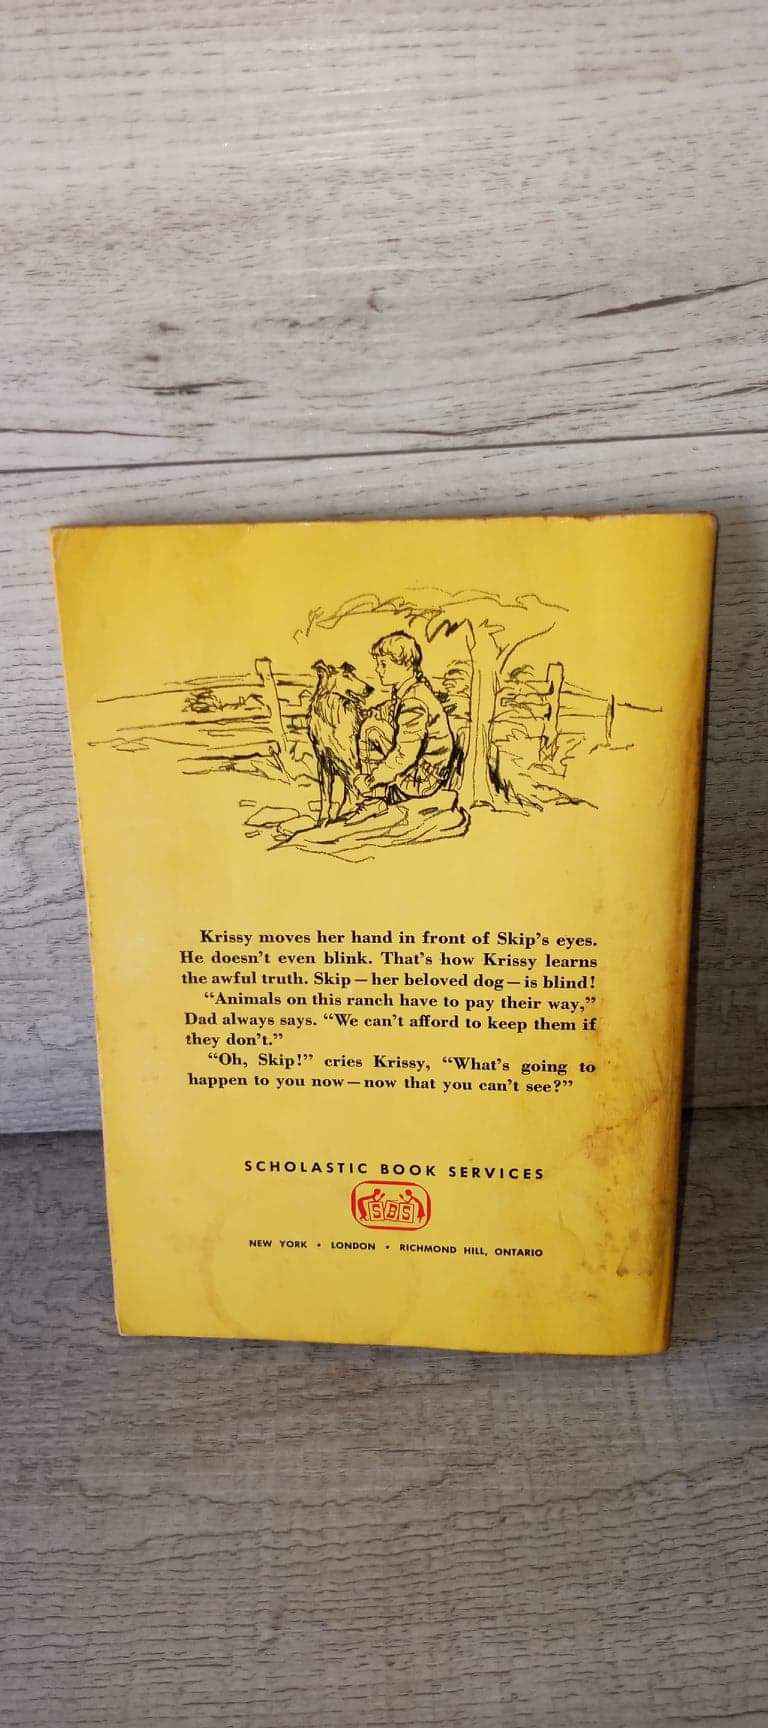 Krissy moves her hand in front of Skip's eyes.
He doesn't even blink. That's how Krissy learns
the awful truth. Skip — her beloved dog — is blind!
“Animals on this ranch have to pay their way,”
Dad always says. “We can't afford to keep them if
they don't.”
“Oh, Skip!” cries Krissy, “What's going to
happen to you now — now that you can't see?”
SCHOLASTIC BOOK SERVICES
SBS
NEW YORK • LONDON • RICHMOND HILL, ONTARIO